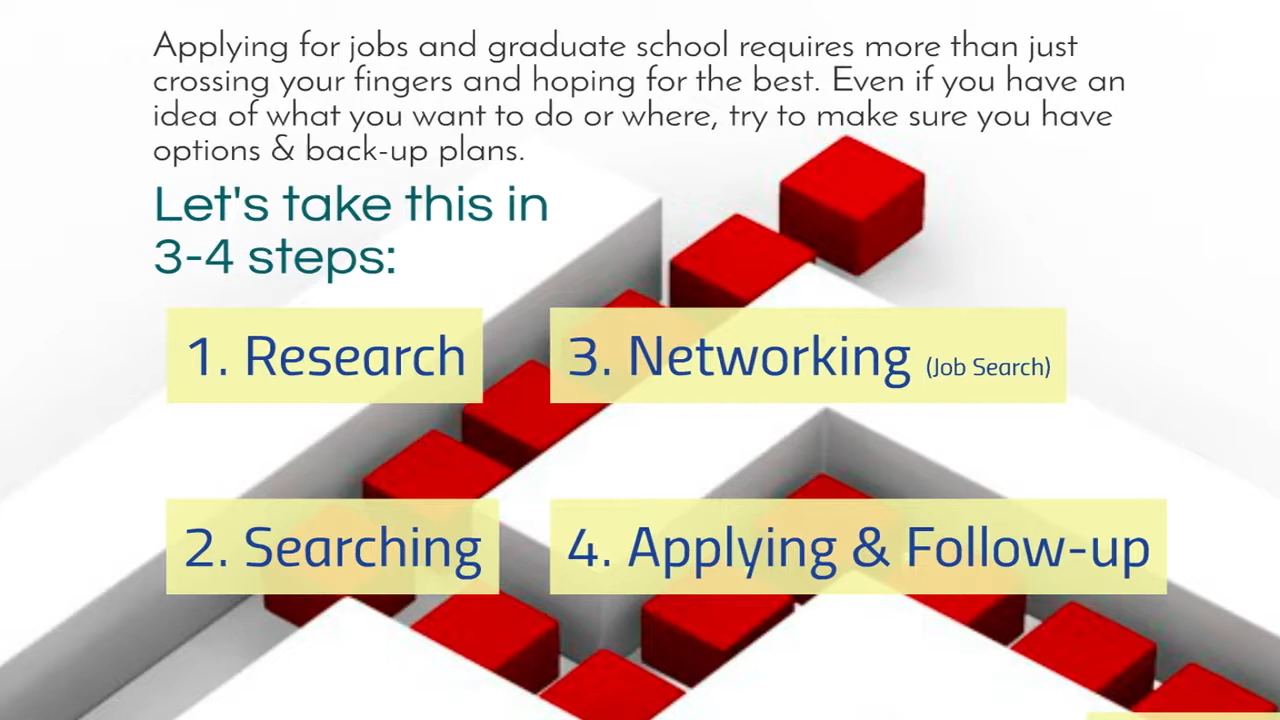 Applying for jobs and graduate school requires more than just
crossing your fingers and hoping for the best. Even if you have an
idea of what you want to do or where, try to make sure you have
options & back-up plans.
Let's take this in
3-4 steps:
1. Research
2. Searching
3. Networking (Job Search)
4. Applying & Follow-up